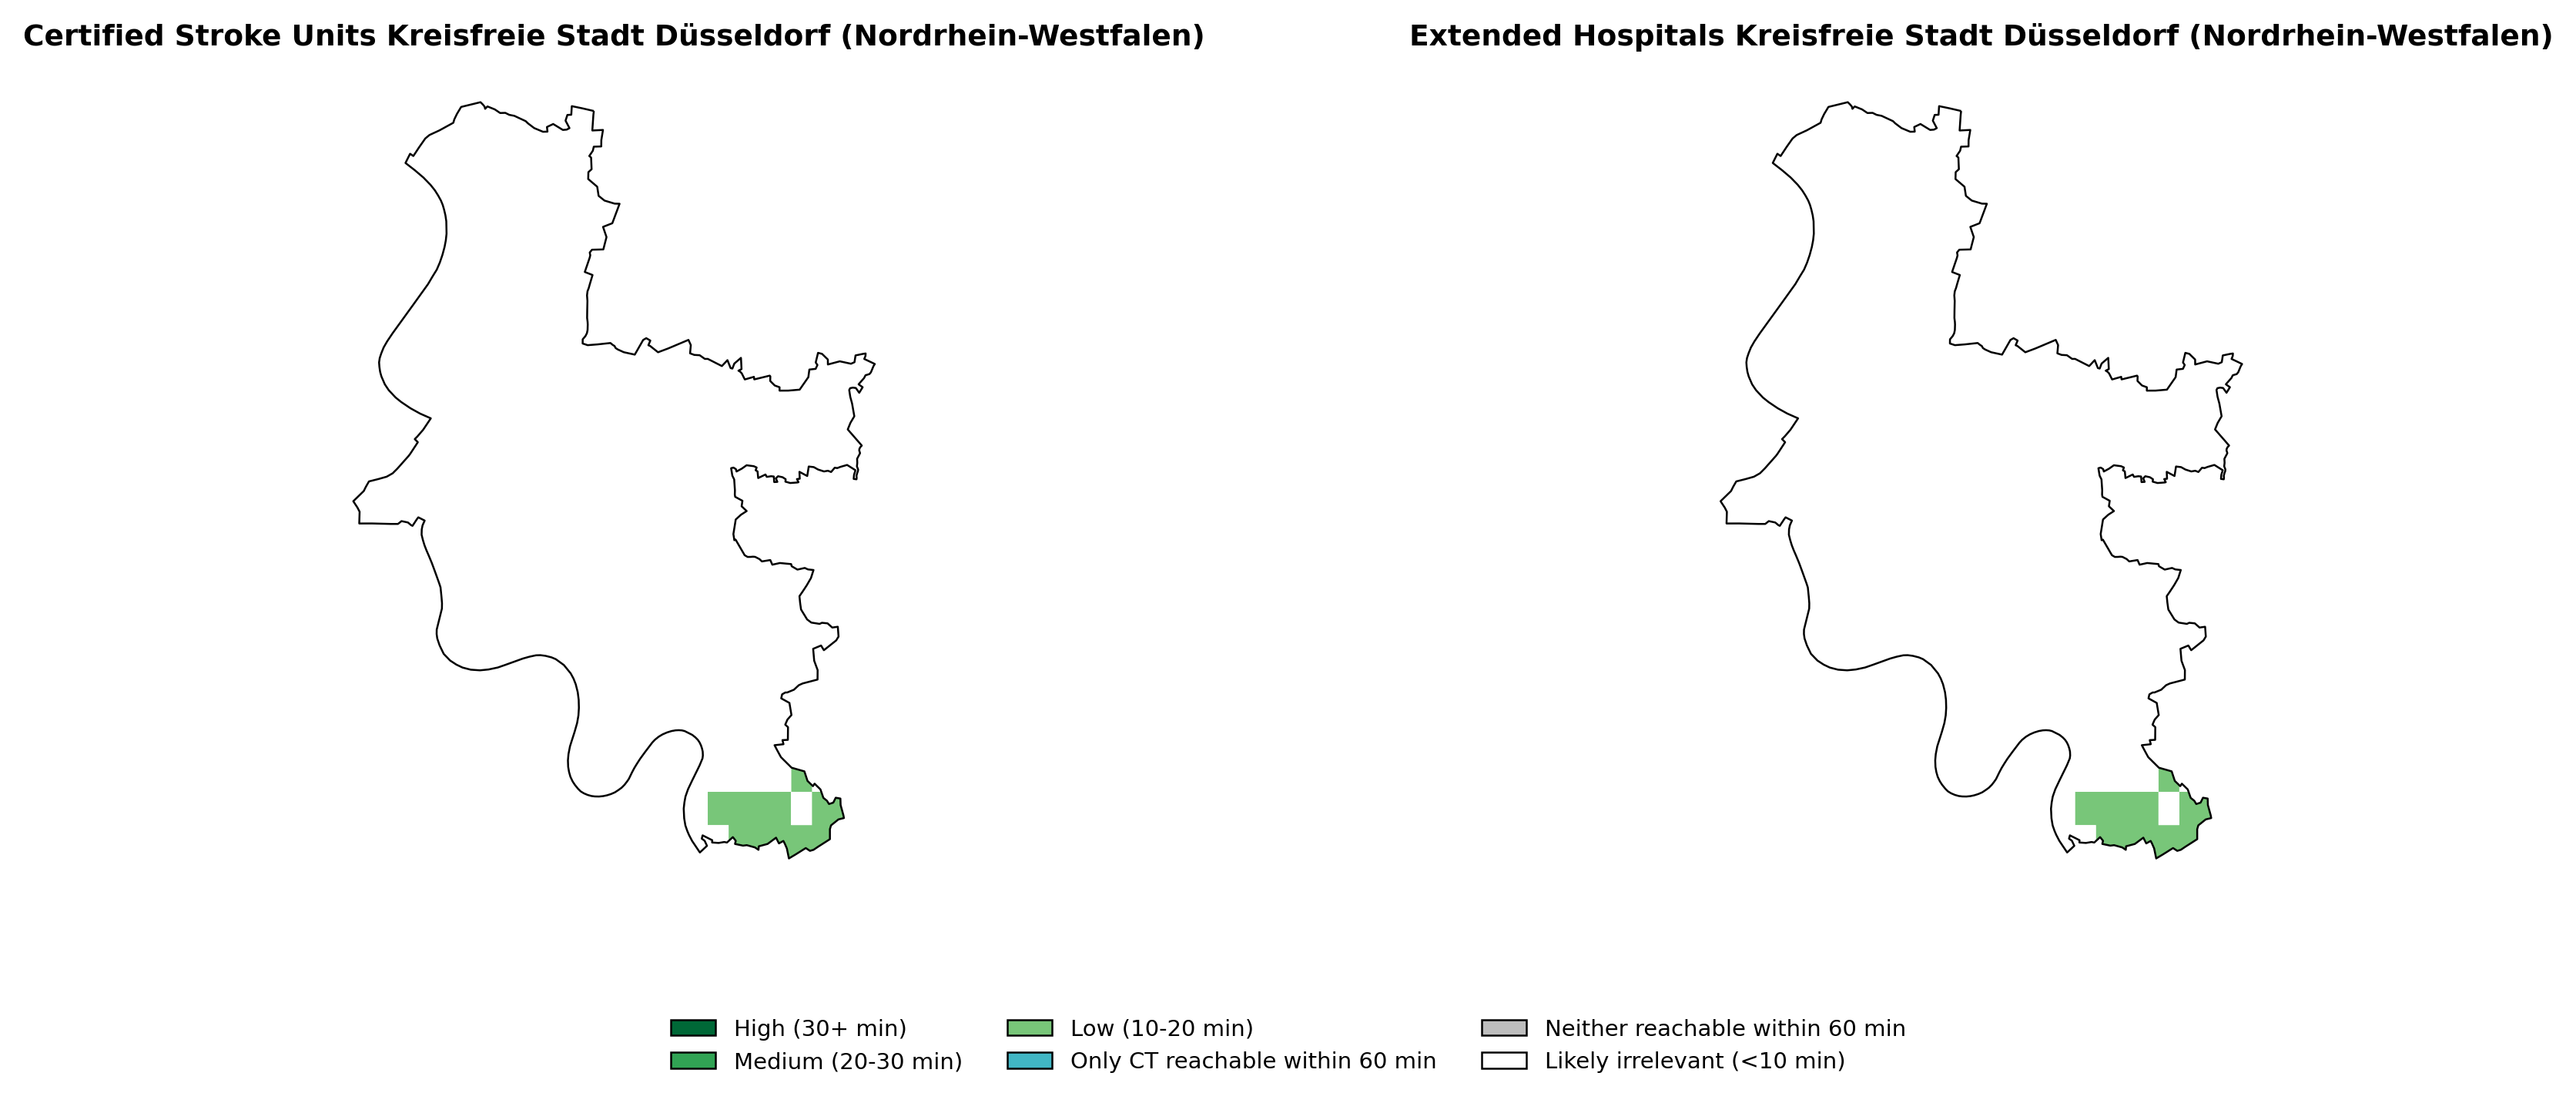 Certified Stroke Units Kreisfreie Stadt Düsseldorf (Nordrhein-Westfalen)
Extended Hospitals Kreisfreie Stadt Düsseldorf (Nordrhein-Westfalen)
High (30+ min)
Medium (20-30 min)
Low (10-20 min)
Only CT reachable within 60 min
Neither reachable within 60 min
Likely irrelevant (<10 min)